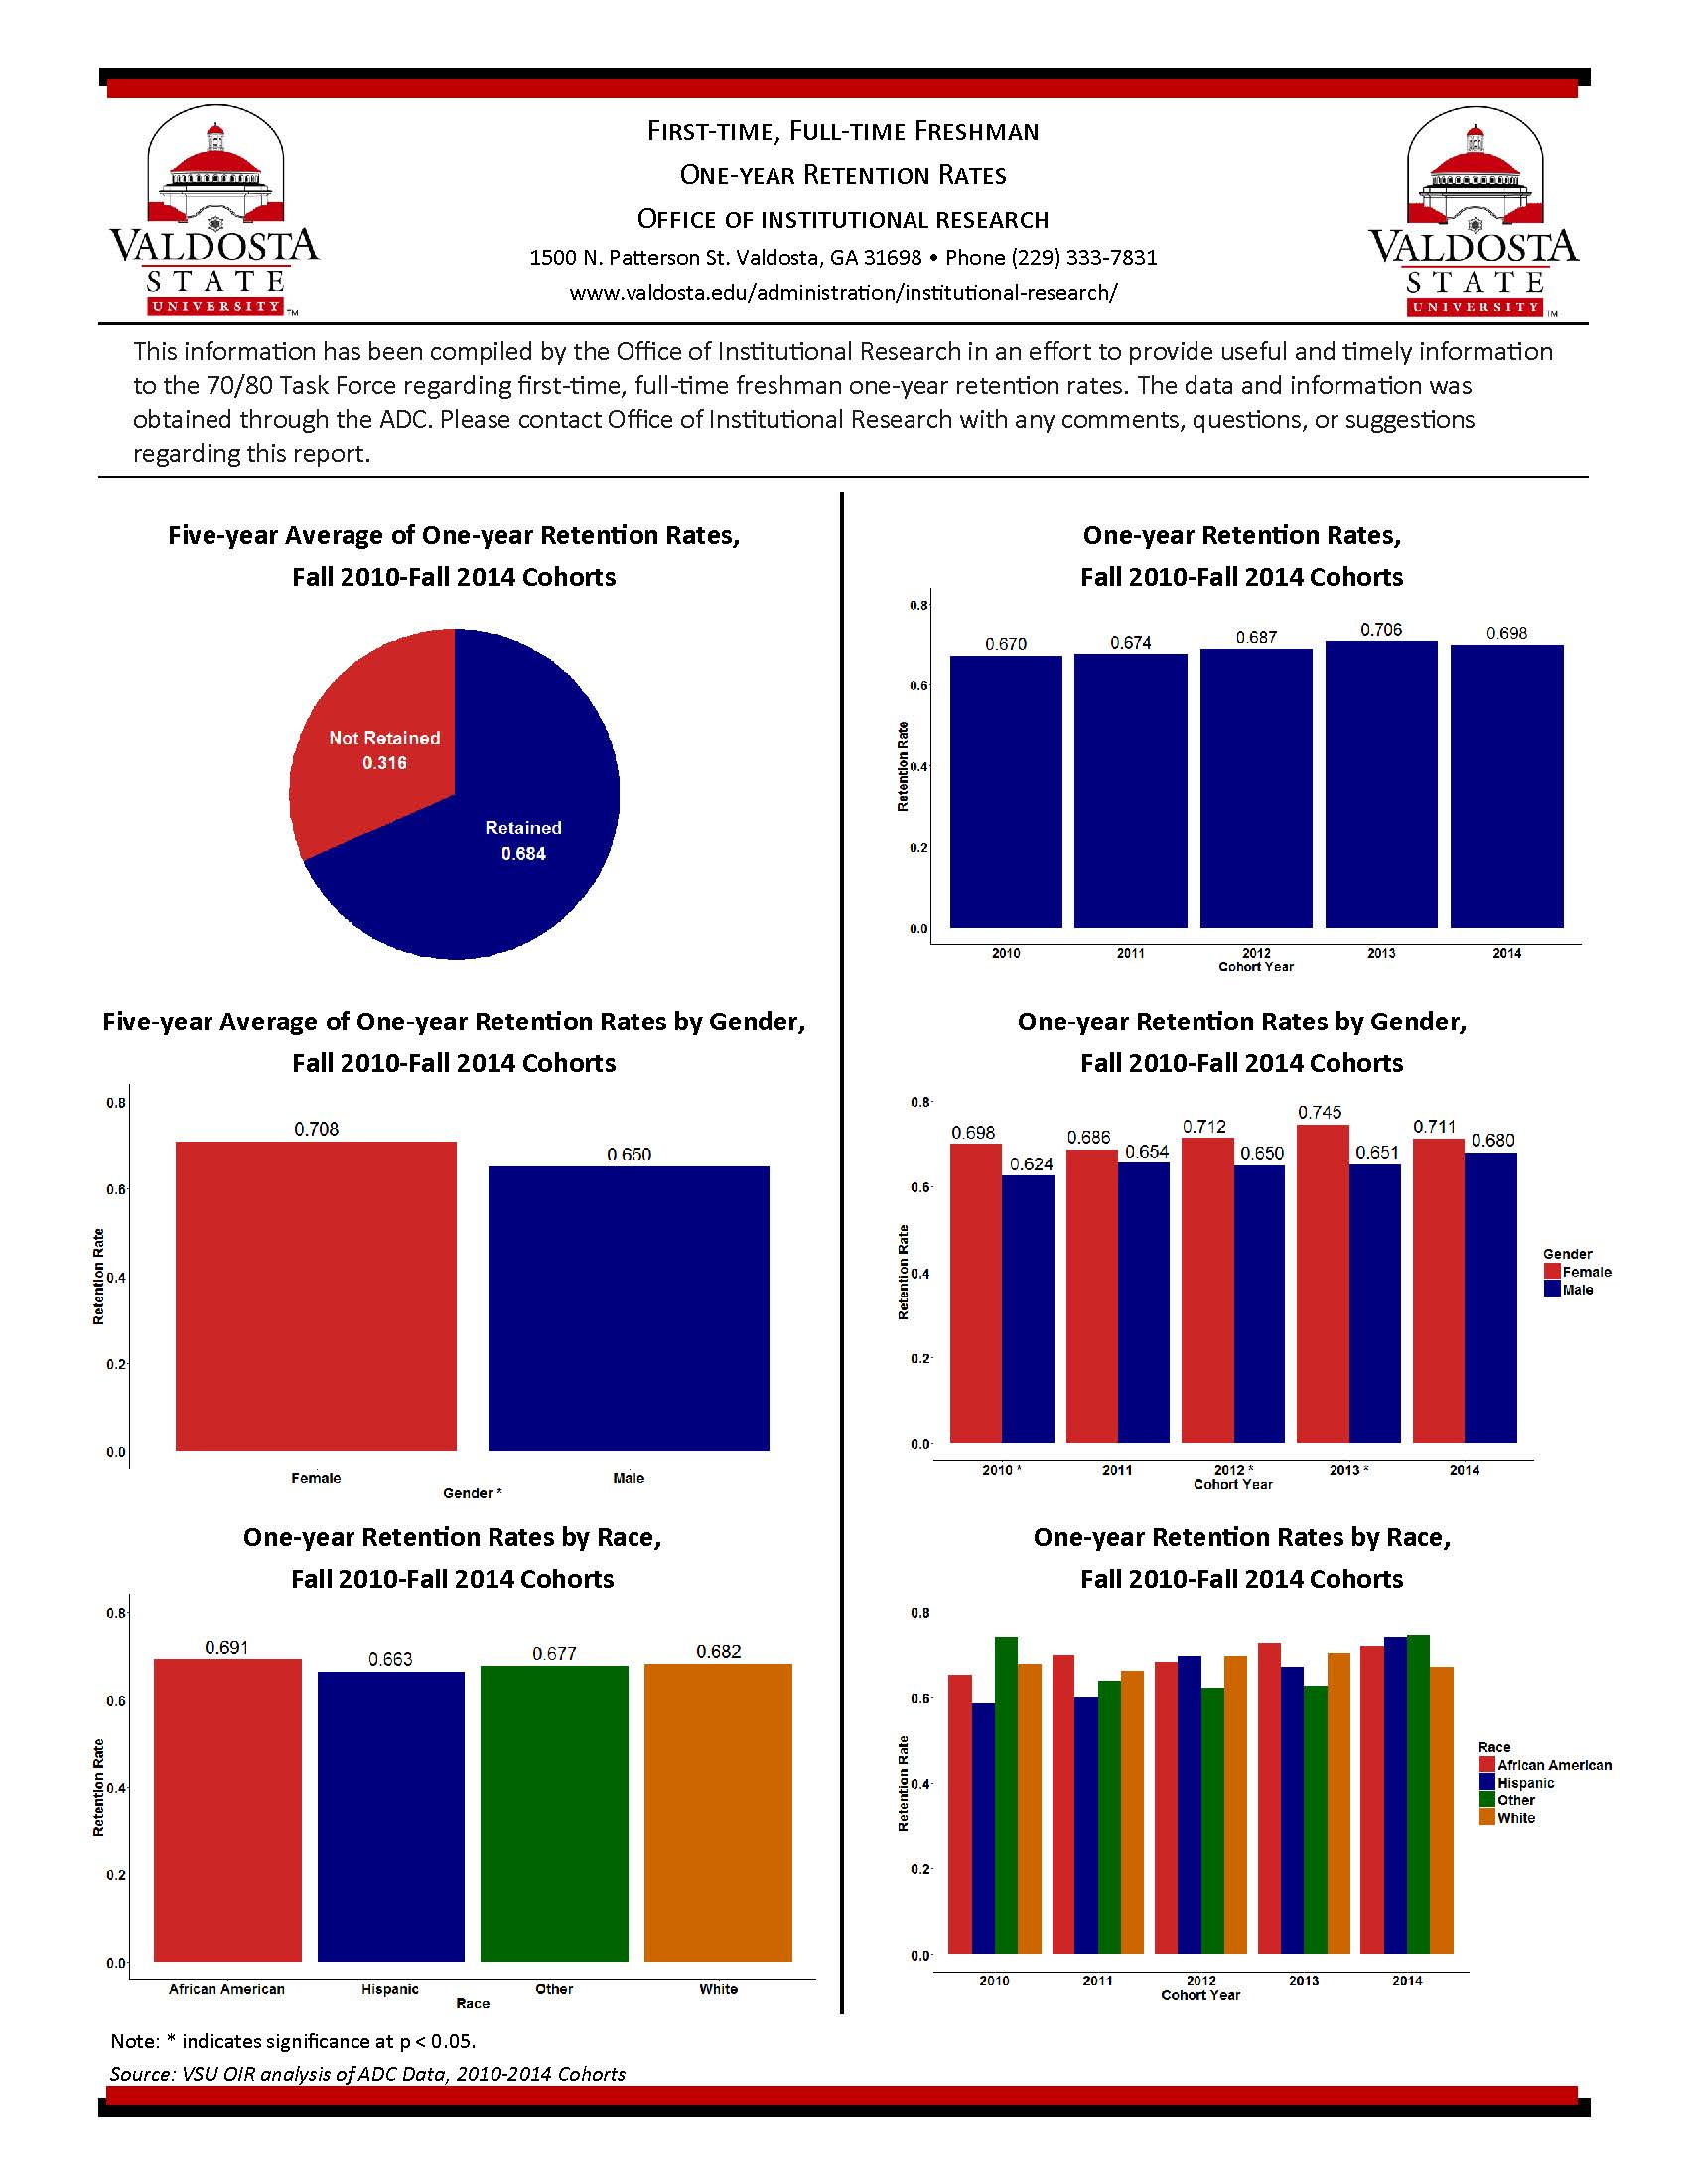 VALDOSTA
STATE
UNIVERSITY™
First-time, Full-time Freshman
One-year Retention Rates
Office of institutional research
1500 N. Patterson St. Valdosta, GA 31698 • Phone (229) 333-7831
www.valdosta.edu/administration/institutional-research/
VALDOSTA
STATE
UNIVERSITY™
This information has been compiled by the Office of Institutional Research in an effort to provide useful and timely information
to the 70/80 Task Force regarding first-time, full-time freshman one-year retention rates. The data and information was
obtained through the ADC. Please contact Office of Institutional Research with any comments, questions, or suggestions
regarding this report.
Five-year Average of One-year Retention Rates,
Fall 2010-Fall 2014 Cohorts
Not Retained
0.316
Retained
0.684
One-year Retention Rates,
Fall 2010-Fall 2014 Cohorts
0.8
0.6
0.4
0.2
0.0
Retention Rate
0.670 0.674 0.687 0.706 0.698
2010 2011 2012 2013 2014
Cohort Year
Five-year Average of One-year Retention Rates by Gender,
Fall 2010-Fall 2014 Cohorts
0.8
0.6
0.4
0.2
0.0
Retention Rate
0.708 0.650
Female Male
Gender *
One-year Retention Rates by Gender,
Fall 2010-Fall 2014 Cohorts
0.8
0.6
0.4
0.2
0.0
Retention Rate
0.698 0.624 0.686 0.654 0.712 0.650 0.745 0.651 0.711 0.680
2010 * 2011 2012 * 2013 * 2014
Cohort Year
Gender
Female
Male
One-year Retention Rates by Race,
Fall 2010-Fall 2014 Cohorts
0.8
0.6
0.4
0.2
0.0
Retention Rate
0.691 0.663 0.677 0.682
African American Hispanic Other White
Race
One-year Retention Rates by Race,
Fall 2010-Fall 2014 Cohorts
0.8
0.6
0.4
0.2
0.0
Retention Rate
2010 2011 2012 2013 2014
Cohort Year
Race
African American
Hispanic
Other
White
Note: * indicates significance at p < 0.05.
Source: VSU OIR analysis of ADC Data, 2010-2014 Cohorts